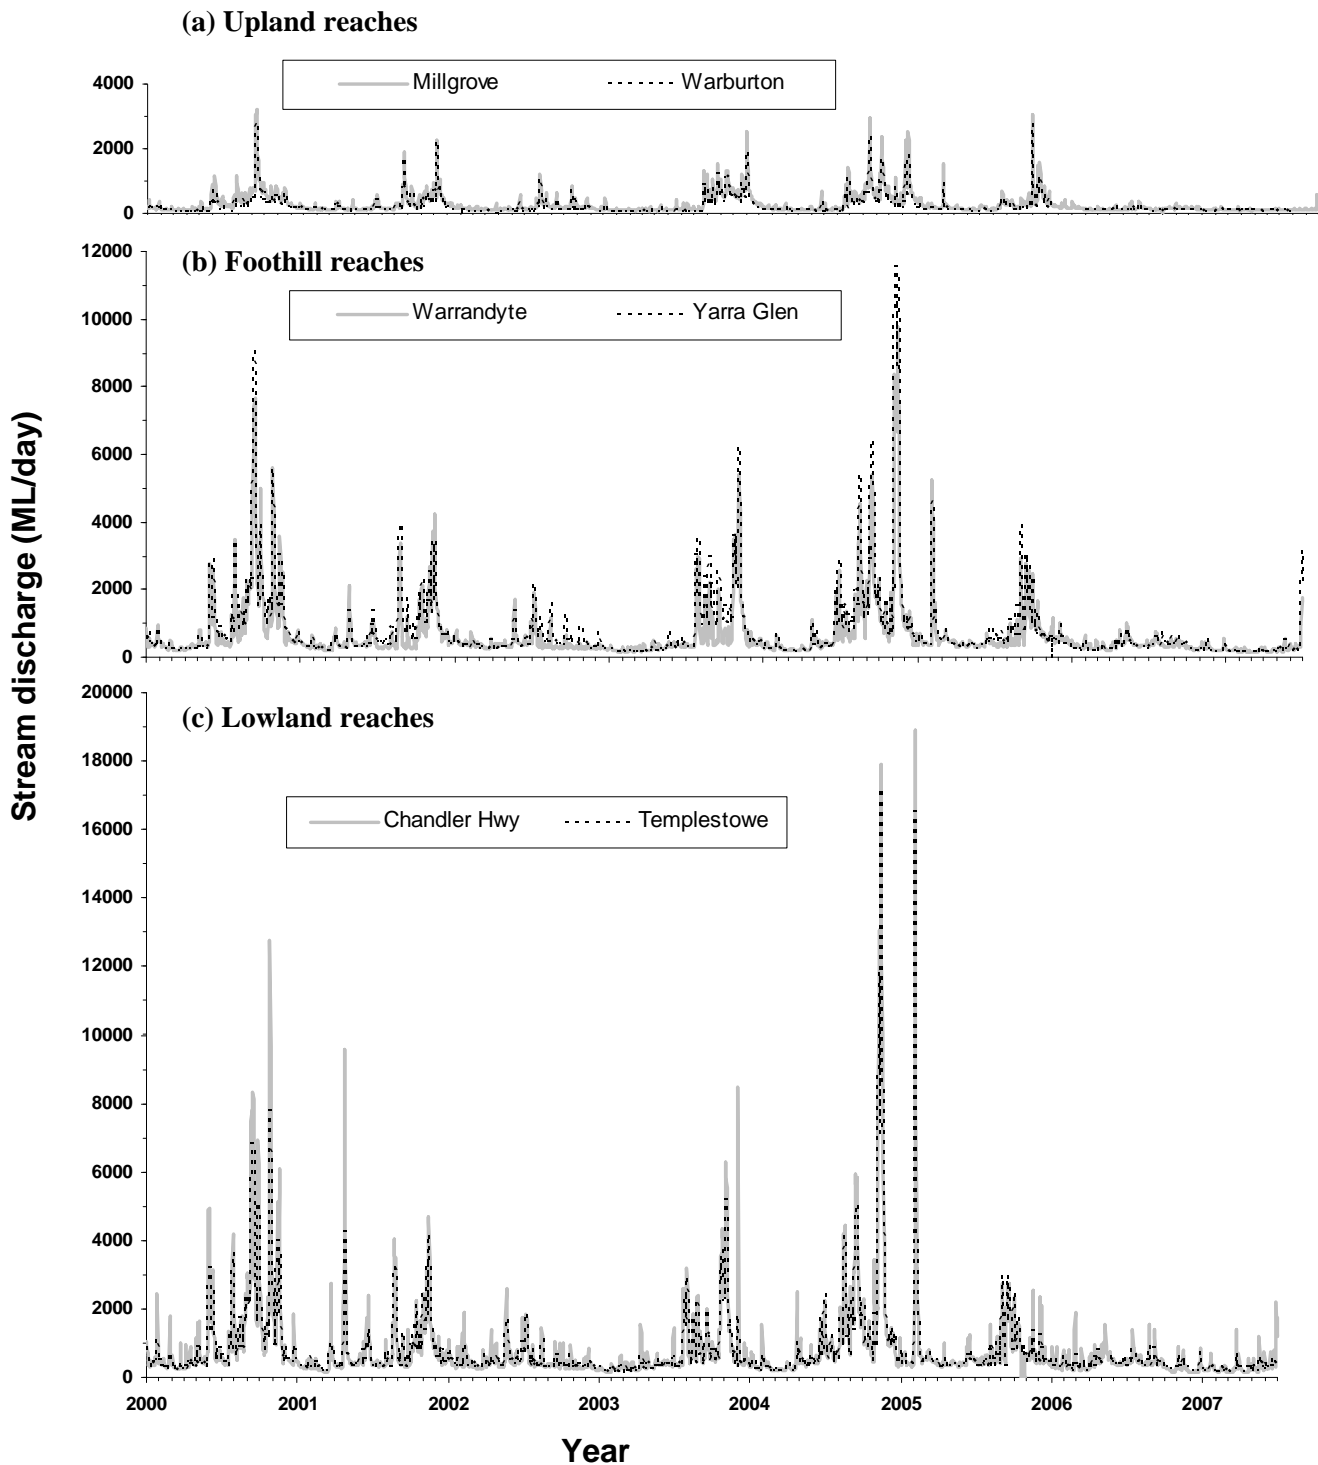 (a) Upland reaches
Millgrove Warburton
4000
2000
0
(b) Foothill reaches
Warrandyte Yarra Glen
12000
10000
8000
6000
4000
2000
0
Stream discharge (ML/day)
(c) Lowland reaches
Chandler Hwy Templestowe
20000
18000
16000
14000
12000
10000
8000
6000
4000
2000
0
2000 2001 2002 2003 2004 2005 2006 2007
Year